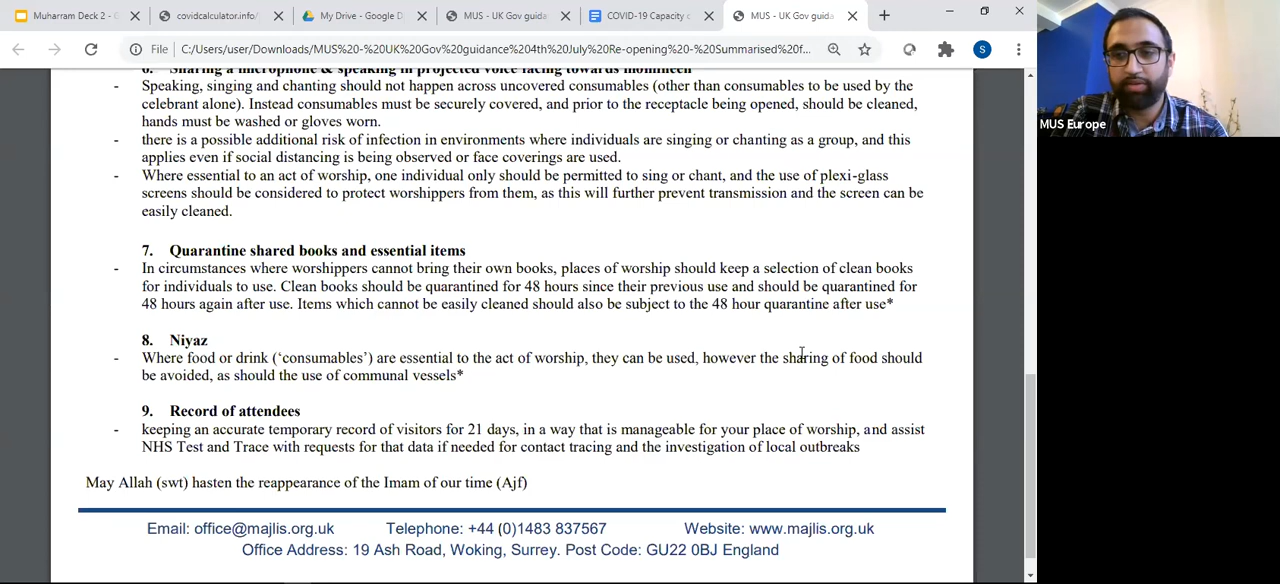 Muharram Deck 2 - G
covidcalculator.info/
My Drive - Google D
MUS - UK Gov guida
COVID-19 Capacity c
MUS - UK Gov guida
File
C:/Users/user/Downloads/MUS%20-%20UK%20Gov%20guidance%204th%20July%20Re-opening%20-%20Summarised%20f...
S
MUS Europe
6. Sharing a microphone & speaking in projected voice facing towards momineen
- Speaking, singing and chanting should not happen across uncovered consumables (other than consumables to be used by the
celebrant alone). Instead consumables must be securely covered, and prior to the receptacle being opened, should be cleaned,
hands must be washed or gloves worn.
- there is a possible additional risk of infection in environments where individuals are singing or chanting as a group, and this
applies even if social distancing is being observed or face coverings are used.
- Where essential to an act of worship, one individual only should be permitted to sing or chant, and the use of plexi-glass
screens should be considered to protect worshippers from them, as this will further prevent transmission and the screen can be
easily cleaned.
7. Quarantine shared books and essential items
- In circumstances where worshippers cannot bring their own books, places of worship should keep a selection of clean books
for individuals to use. Clean books should be quarantined for 48 hours since their previous use and should be quarantined for
48 hours again after use. Items which cannot be easily cleaned should also be subject to the 48 hour quarantine after use*
8. Niyaz
- Where food or drink (‘consumables’) are essential to the act of worship, they can be used, however the sharing of food should
be avoided, as should the use of communal vessels*
9. Record of attendees
- keeping an accurate temporary record of visitors for 21 days, in a way that is manageable for your place of worship, and assist
NHS Test and Trace with requests for that data if needed for contact tracing and the investigation of local outbreaks
May Allah (swt) hasten the reappearance of the Imam of our time (Ajf)
Email: office@majlis.org.uk Telephone: +44 (0)1483 837567 Website: www.majlis.org.uk
Office Address: 19 Ash Road, Woking, Surrey. Post Code: GU22 0BJ England